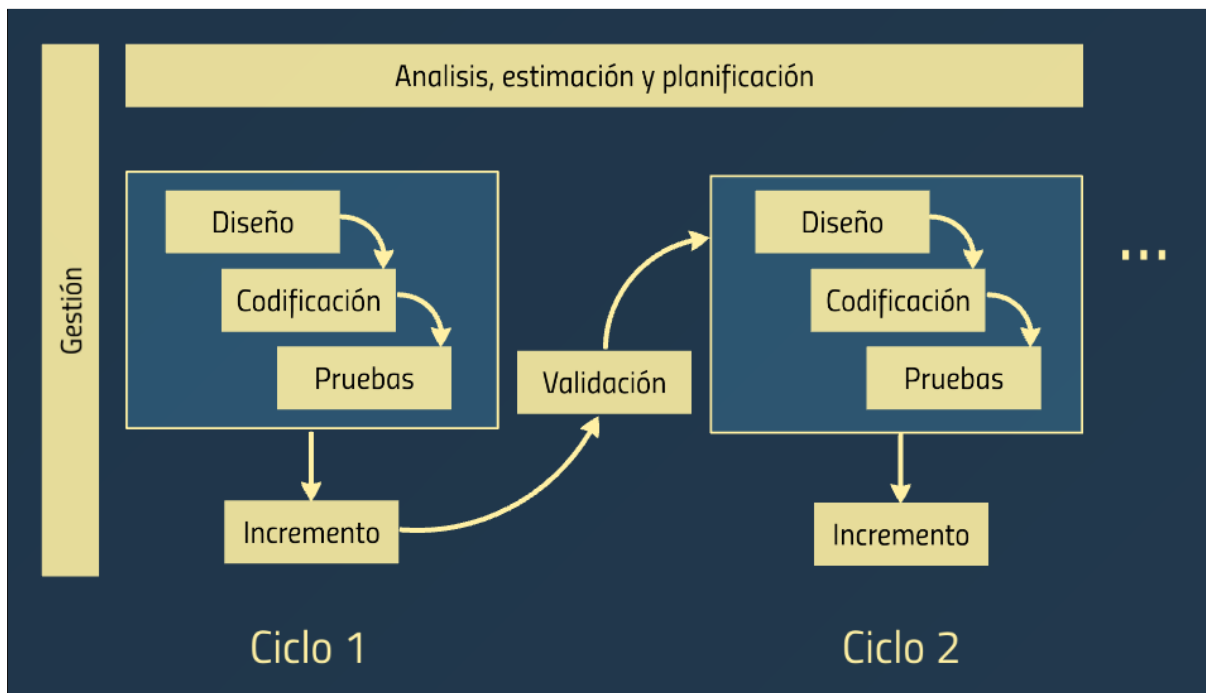 Analisis, estimación y planificación
Gestión
Diseño
Codificación
Pruebas
Incremento
Validación
Diseño
Codificación
Pruebas
Incremento
...
Ciclo 1
Ciclo 2